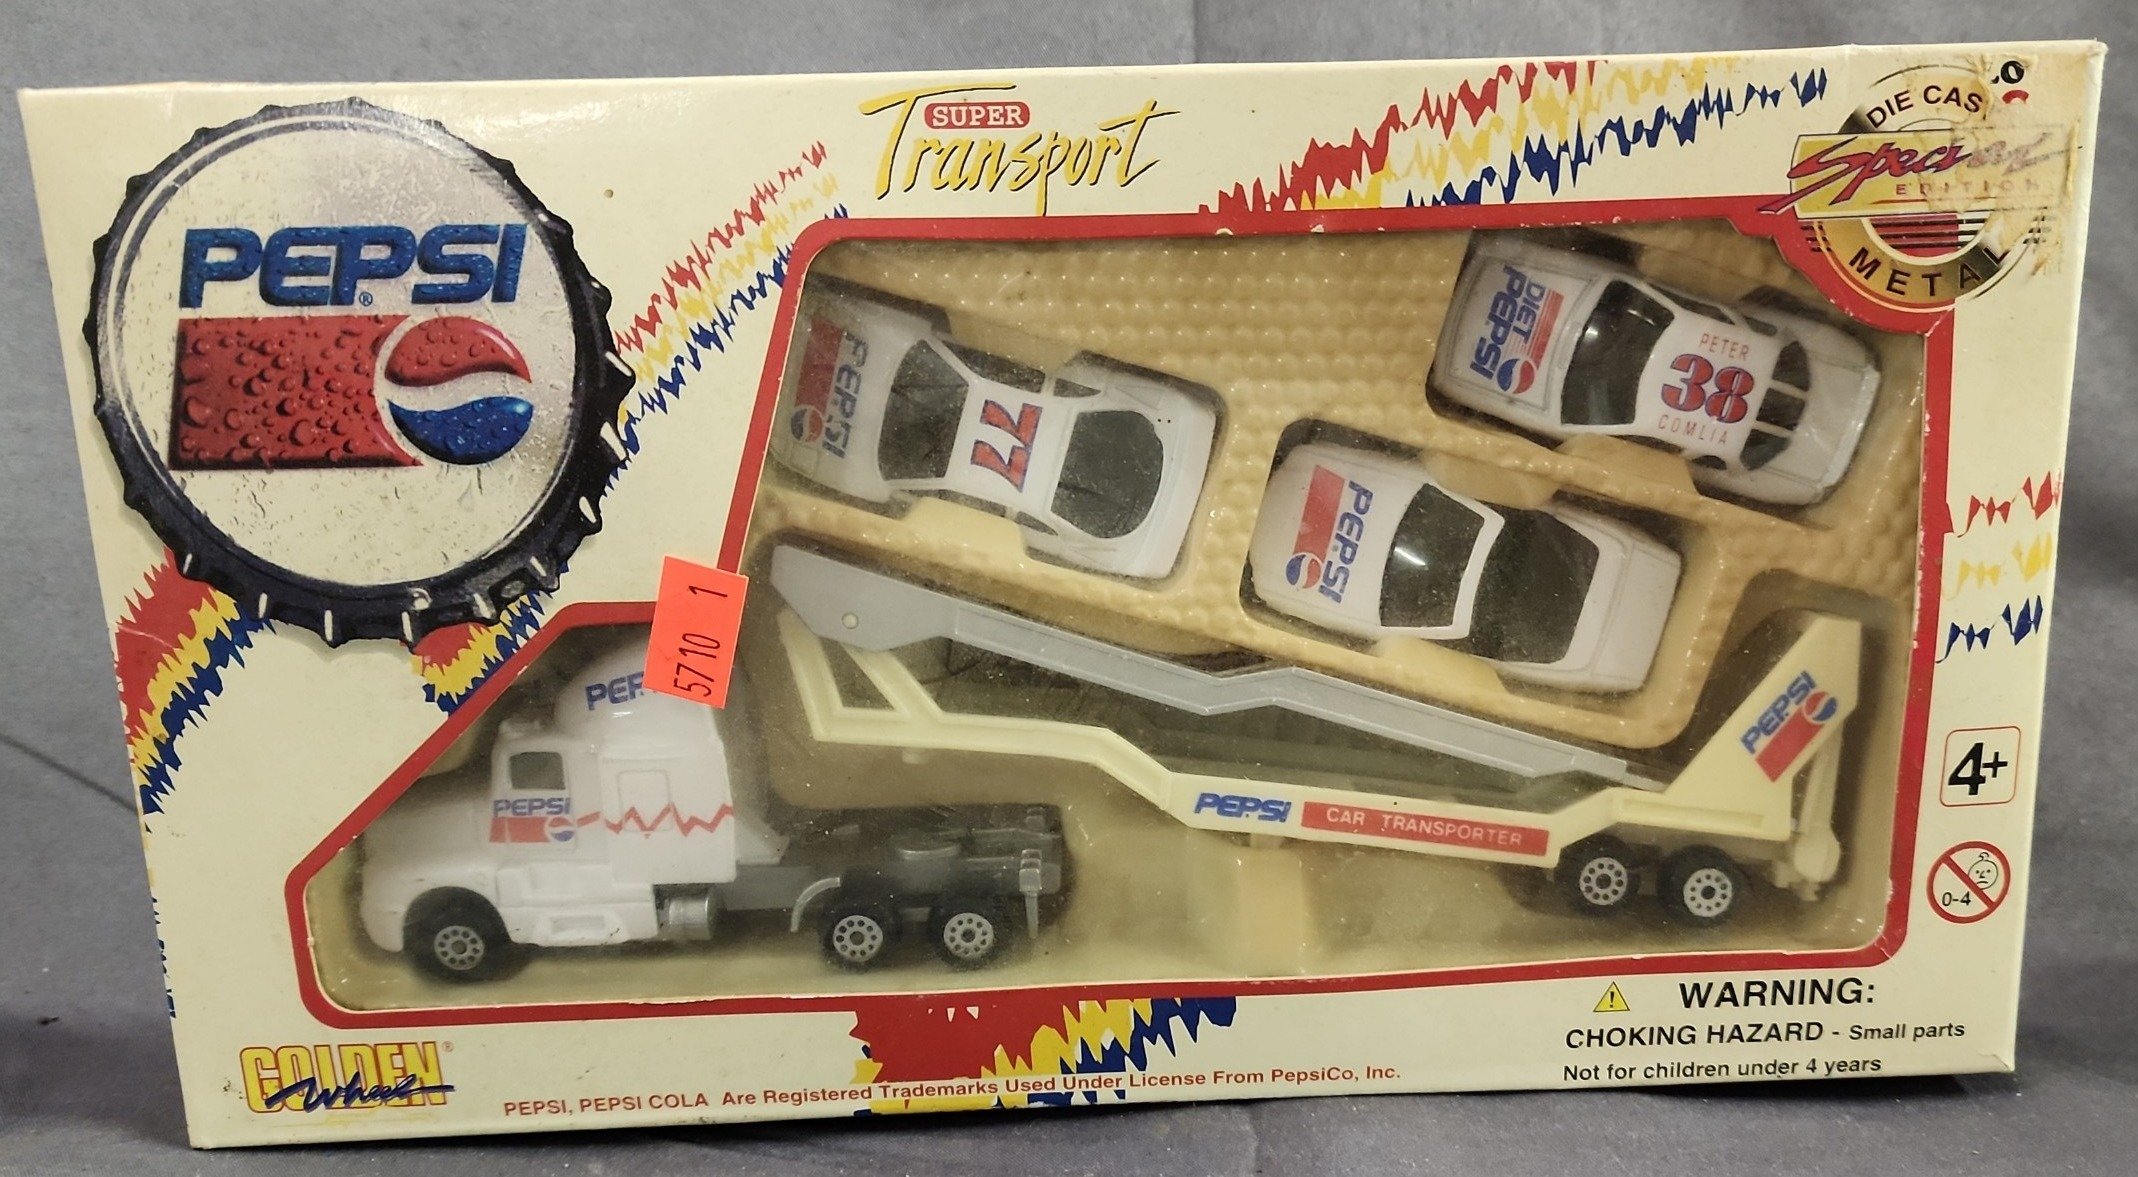 SUPER
Transport
PEPSI®
DIE CAS
Special
EDITION
METAL
PEPSI
77
DIET
PEPSI
PETER
38
COMLIA
PEPSI
5710 1
PEP
PEPSI
PEPSI
PEPSI CAR TRANSPORTER
4+
0-4
GOLDEN®
Wheel
PEPSI, PEPSI COLA Are Registered Trademarks Used Under License From PepsiCo, Inc.
WARNING:
CHOKING HAZARD - Small parts
Not for children under 4 years